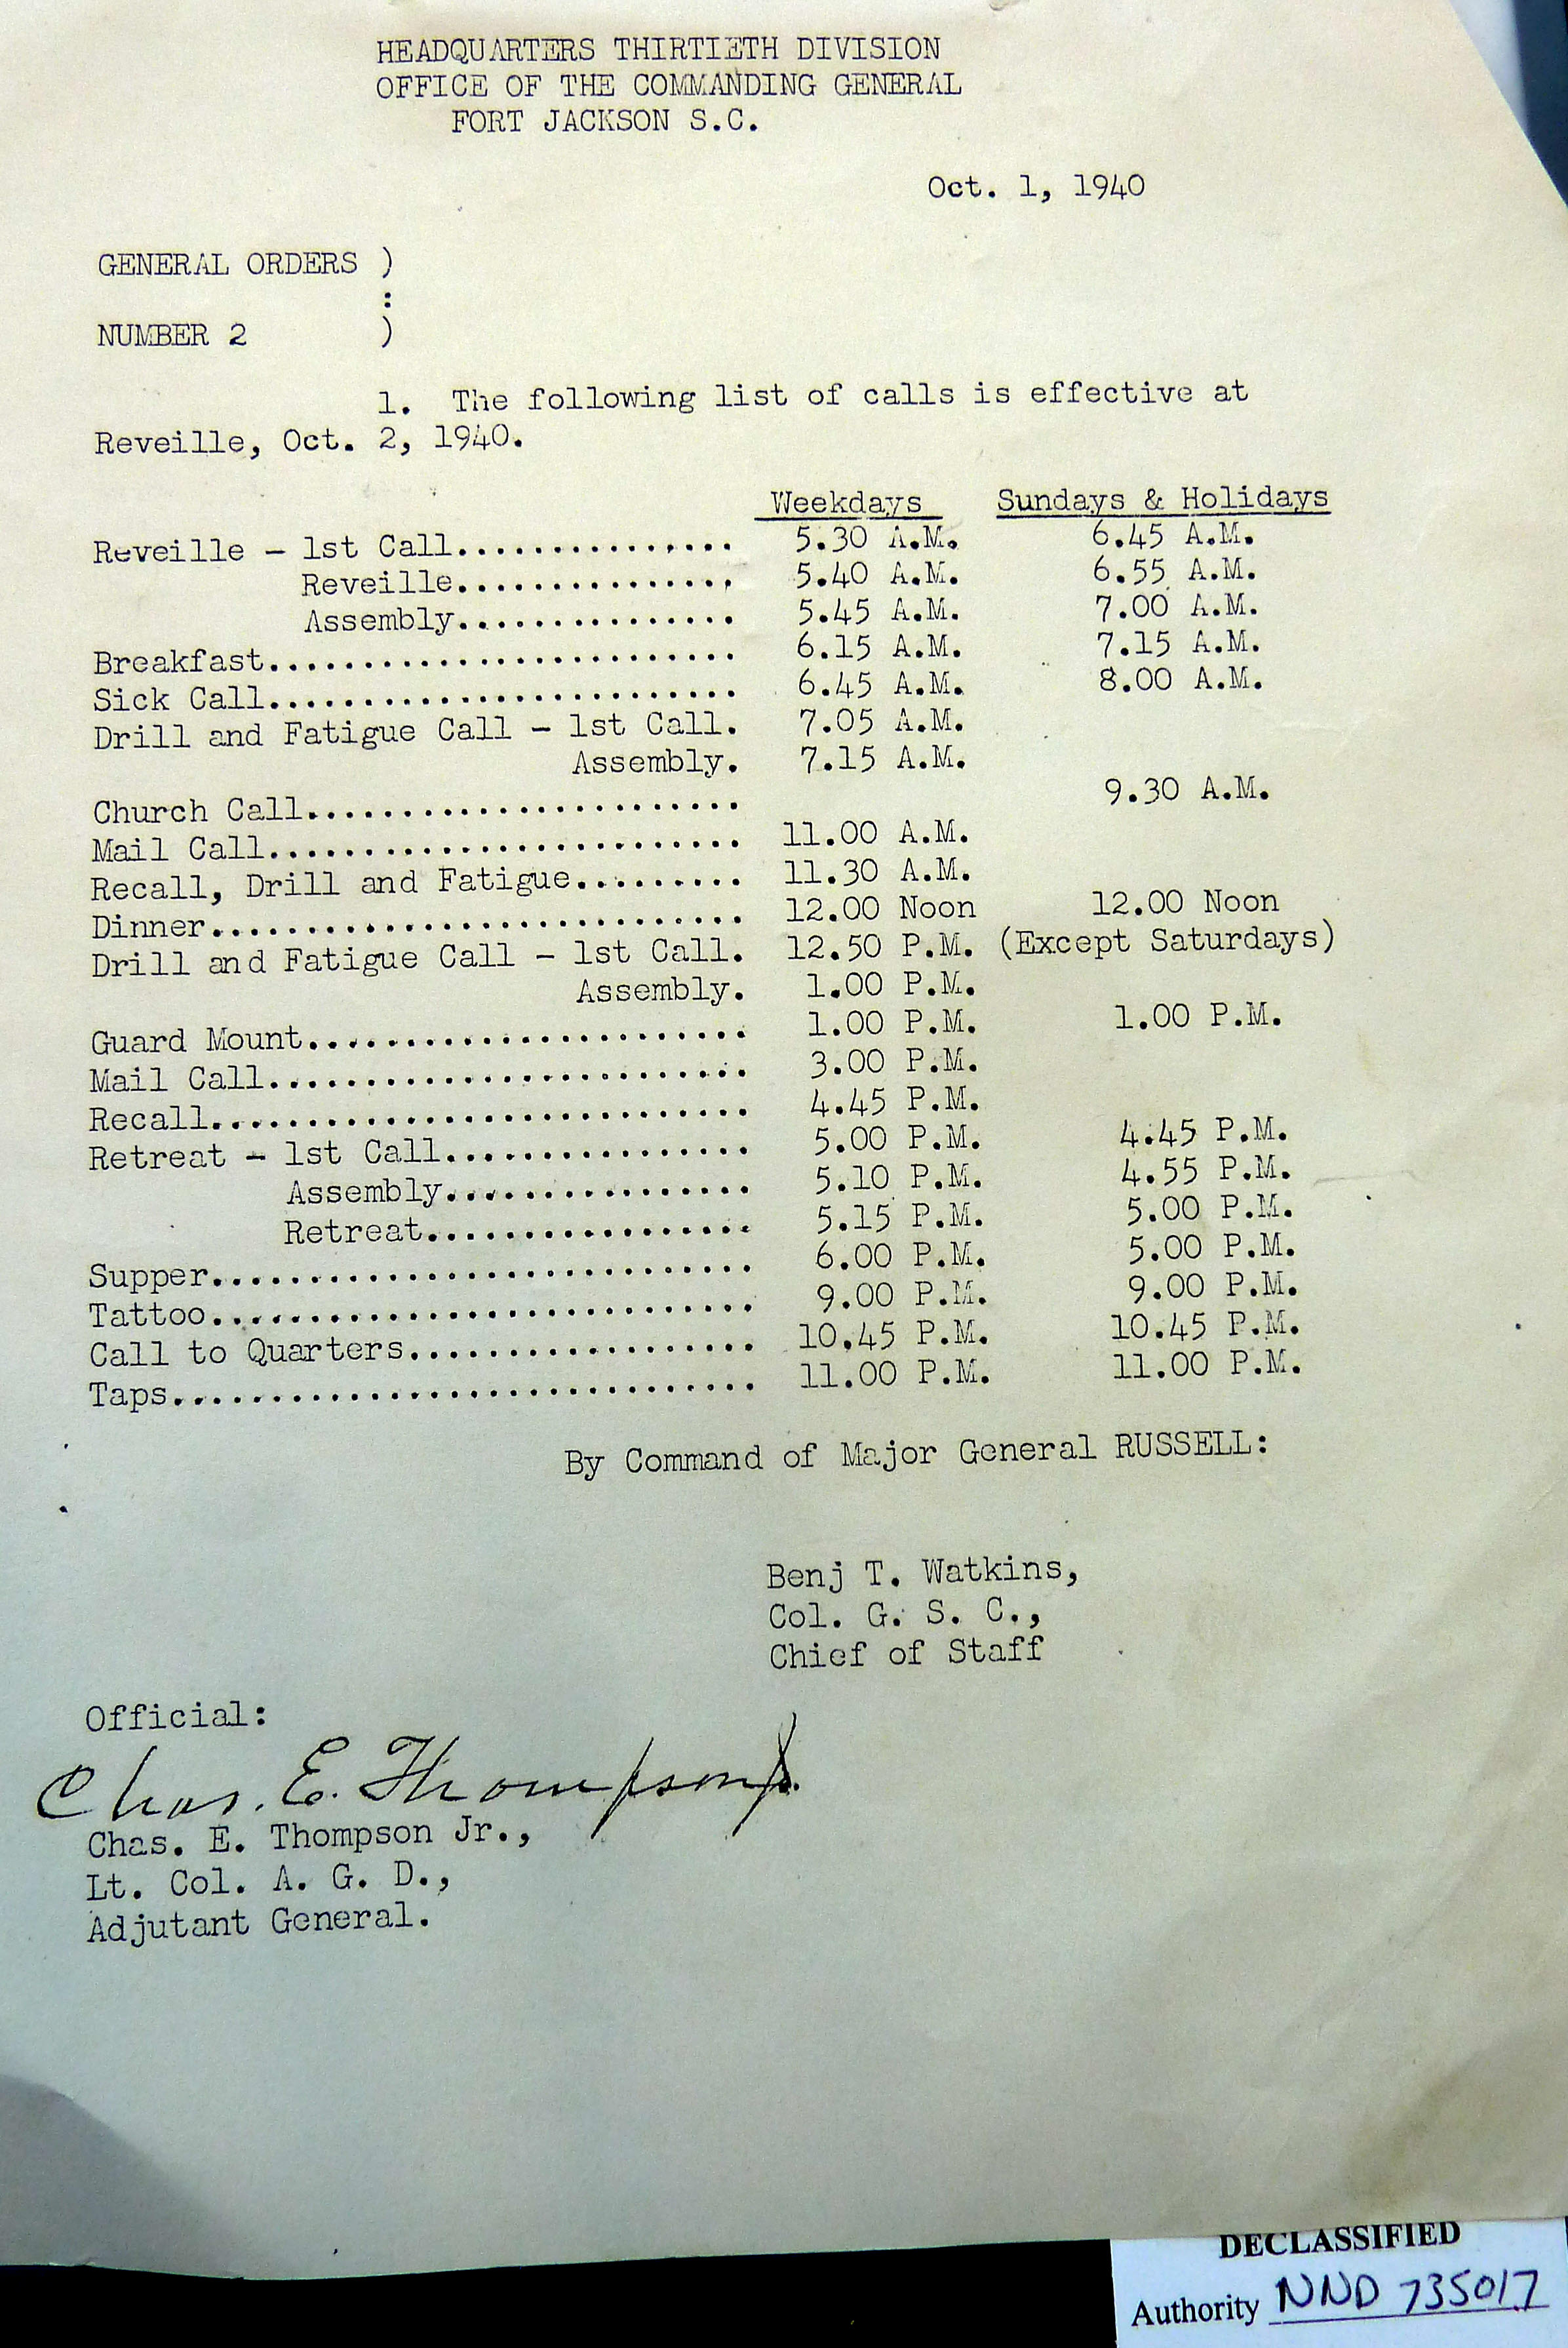 HEADQUARTERS THIRTIETH DIVISION
OFFICE OF THE COMMANDING GENERAL
FORT JACKSON S.C.
Oct. 1, 1940
GENERAL ORDERS )
:
NUMBER 2 )
1. The following list of calls is effective at
Reveille, Oct. 2, 1940.
Weekdays Sundays & Holidays
Reveille - 1st Call............... 5.30 A.M. 6.45 A.M.
Reveille............... 5.40 A.M. 6.55 A.M.
Assembly............... 5.45 A.M. 7.00 A.M.
Breakfast......................... 6.15 A.M. 7.15 A.M.
Sick Call......................... 6.45 A.M. 8.00 A.M.
Drill and Fatigue Call - 1st Call. 7.05 A.M.
Assembly. 7.15 A.M.
Church Call....................... 9.30 A.M.
Mail Call......................... 11.00 A.M.
Recall, Drill and Fatigue......... 11.30 A.M.
Dinner............................ 12.00 Noon 12.00 Noon
Drill and Fatigue Call - 1st Call. 12.50 P.M. (Except Saturdays)
Assembly. 1.00 P.M.
Guard Mount....................... 1.00 P.M. 1.00 P.M.
Mail Call......................... 3.00 P.M.
Recall............................ 4.45 P.M.
Retreat - 1st Call................ 5.00 P.M. 4.45 P.M.
Assembly................ 5.10 P.M. 4.55 P.M.
Retreat................. 5.15 P.M. 5.00 P.M.
Supper............................ 6.00 P.M. 5.00 P.M.
Tattoo............................ 9.00 P.M. 9.00 P.M.
Call to Quarters.................. 10.45 P.M. 10.45 P.M.
Taps.............................. 11.00 P.M. 11.00 P.M.
By Command of Major General RUSSELL:
Benj T. Watkins,
Col. G. S. C.,
Chief of Staff
Official:
Chas. E. Thompson Jr.
Chas. E. Thompson Jr.,
Lt. Col. A. G. D.,
Adjutant General.
DECLASSIFIED
Authority NND 735017